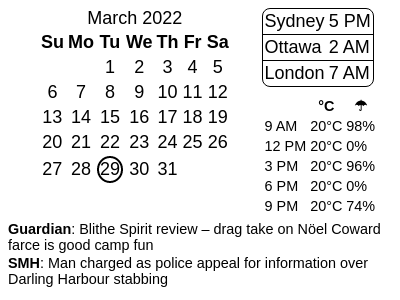 March 2022
Su Mo Tu We Th Fr Sa
1 2 3 4 5
6 7 8 9 10 11 12
13 14 15 16 17 18 19
20 21 22 23 24 25 26
27 28 29 30 31
Sydney 5 PM
Ottawa 2 AM
London 7 AM
°C ☂
9 AM 20°C 98%
12 PM 20°C 0%
3 PM 20°C 96%
6 PM 20°C 0%
9 PM 20°C 74%
Guardian: Blithe Spirit review – drag take on Nöel Coward
farce is good camp fun
SMH: Man charged as police appeal for information over
Darling Harbour stabbing